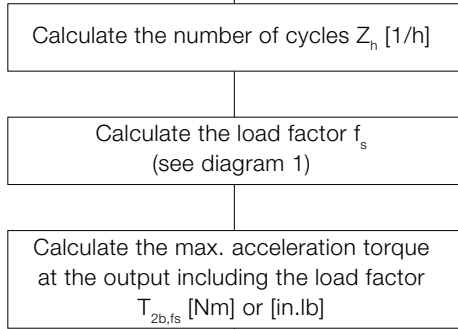 Calculate the number of cycles Z_h [1/h]
Calculate the load factor f_s
(see diagram 1)
Calculate the max. acceleration torque
at the output including the load factor
T_2b,fs [Nm] or [in.lb]